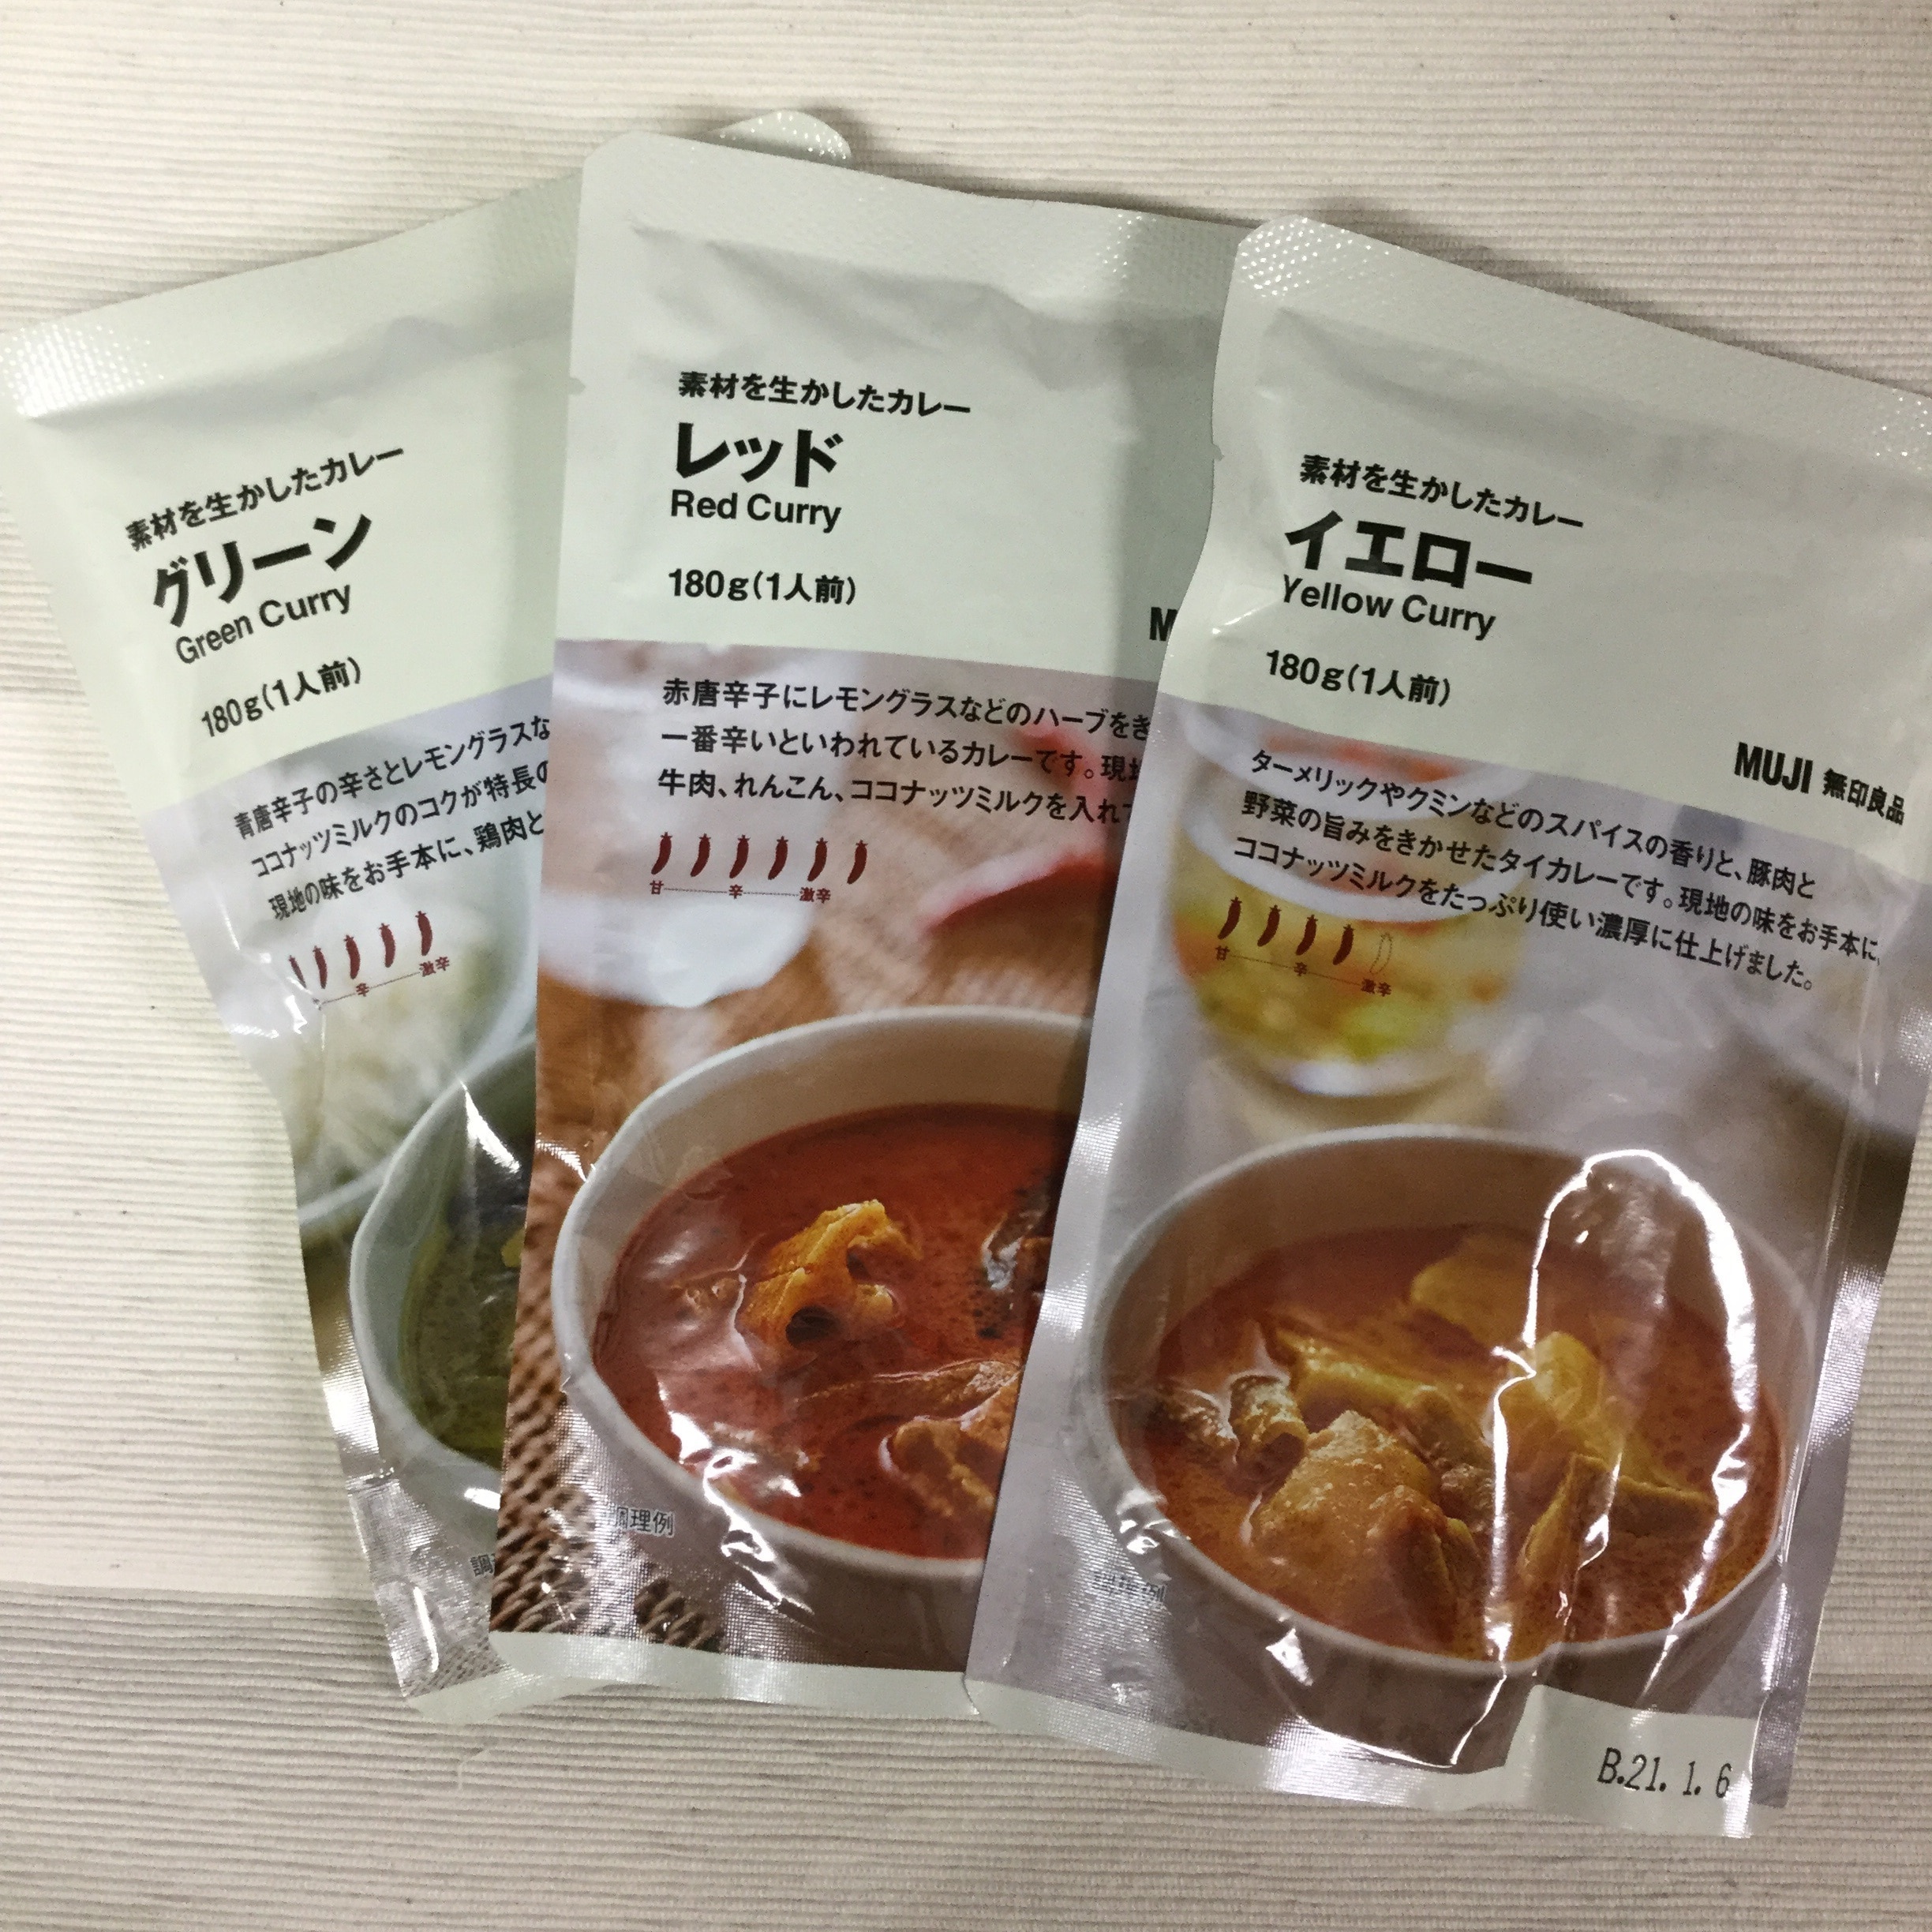 素材を生かしたカレー
グリーン
Green Curry
180g(1人前)
青唐辛子の辛さとレモングラスな
ココナッツミルクのコクが特長の
現地の味をお手本に、鶏肉と
辛 激辛
素材を生かしたカレー
レッド
Red Curry
180g(1人前)
M
赤唐辛子にレモングラスなどのハーブをき
一番辛いといわれているカレーです。現地
牛肉、れんこん、ココナッツミルクを入れて
甘 辛 激辛
調理例
素材を生かしたカレー
イエロー
Yellow Curry
180g(1人前)
MUJI 無印良品
ターメリックやクミンなどのスパイスの香りと、豚肉と
野菜の旨みをきかせたタイカレーです。現地の味をお手本に、
ココナッツミルクをたっぷり使い濃厚に仕上げました。
甘 辛 激辛
調理例
B.21. 1. 6